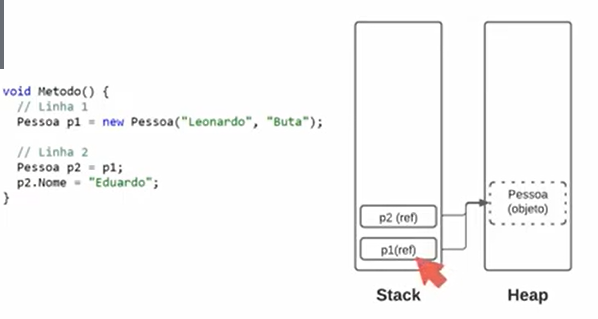 void Metodo() {
// Linha 1
Pessoa p1 = new Pessoa("Leonardo", "Buta");
// Linha 2
Pessoa p2 = p1;
p2.Nome = "Eduardo";
}
p2 (ref)
p1(ref)
Pessoa
(objeto)
Stack
Heap